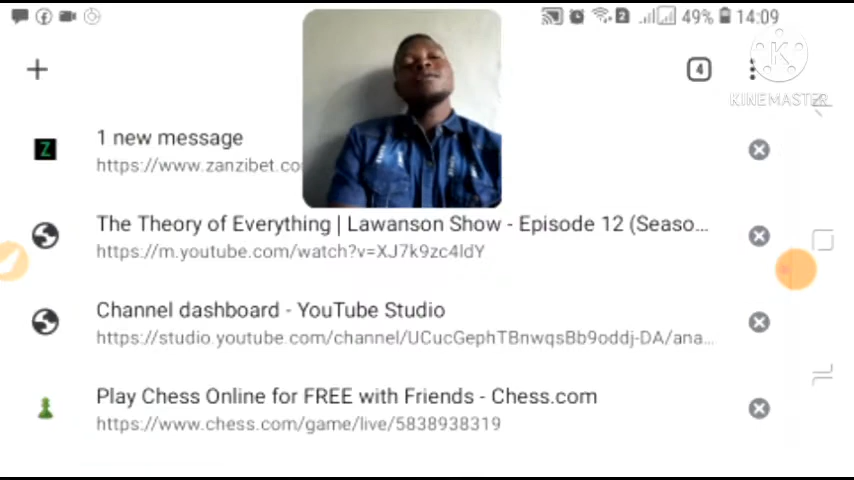 2 49% 14:09
4
K
KINEMASTER
Z 1 new message
https://www.zanzibet.co
The Theory of Everything | Lawanson Show - Episode 12 (Seaso...
https://m.youtube.com/watch?v=XJ7k9zc4ldY
Channel dashboard - YouTube Studio
https://studio.youtube.com/channel/UCucGephTBnwqsBb9oddj-DA/ana...
Play Chess Online for FREE with Friends - Chess.com
https://www.chess.com/game/live/5838938319